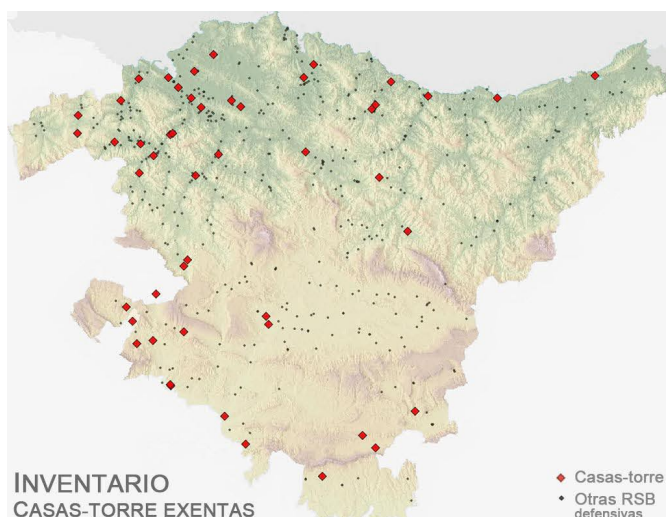 INVENTARIO
CASAS-TORRE EXENTAS
Casas-torre
Otras RSB
defensivas